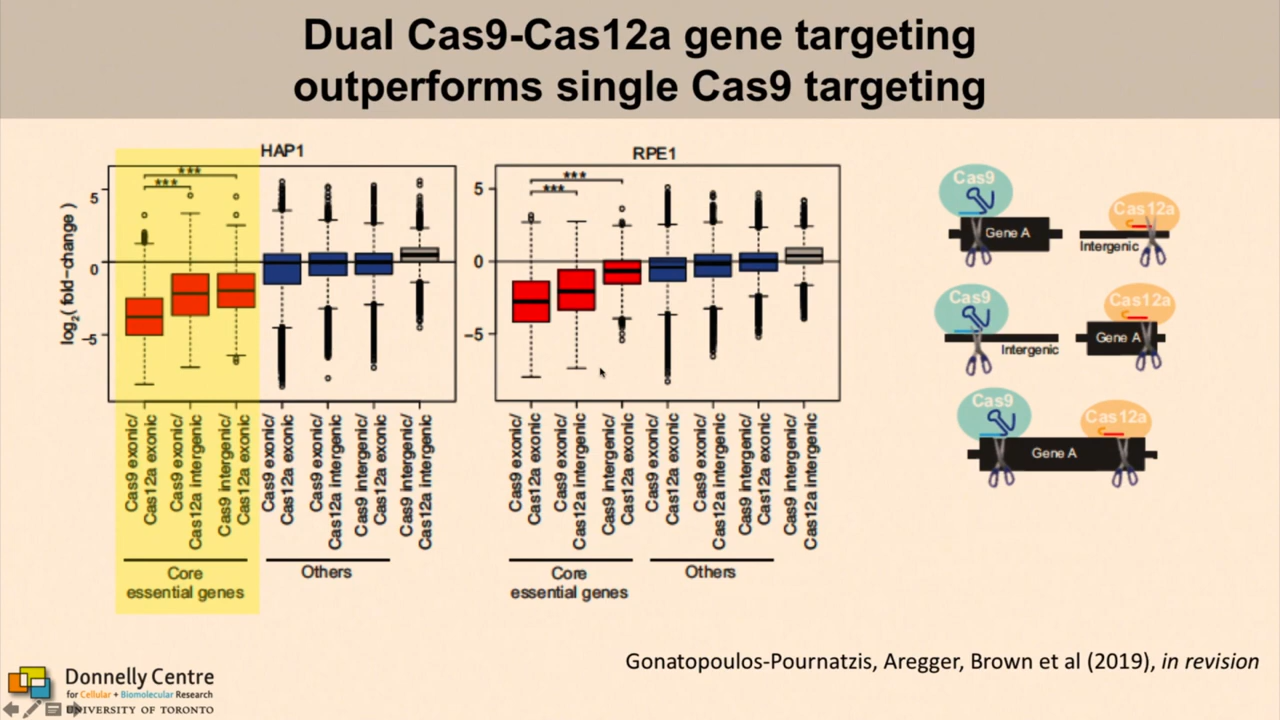 Dual Cas9-Cas12a gene targeting
outperforms single Cas9 targeting
HAP1
log2( fold-change )
5
0
-5
***
***
Cas9 exonic/
Cas12a exonic
Cas9 exonic/
Cas12a intergenic
Cas9 intergenic/
Cas12a exonic
Cas9 exonic/
Cas12a exonic
Cas9 exonic/
Cas12a intergenic
Cas9 intergenic/
Cas12a exonic
Cas9 intergenic/
Cas12a intergenic
Core
essential genes
Others
RPE1
5
0
-5
***
***
Cas9 exonic/
Cas12a exonic
Cas9 exonic/
Cas12a intergenic
Cas9 intergenic/
Cas12a exonic
Cas9 exonic/
Cas12a exonic
Cas9 exonic/
Cas12a intergenic
Cas9 intergenic/
Cas12a exonic
Cas9 intergenic/
Cas12a intergenic
Core
essential genes
Others
Cas9
Gene A
Cas12a
Intergenic
Cas9
Intergenic
Cas12a
Gene A
Cas9
Cas12a
Gene A
Gonatopoulos-Pournatzis, Aregger, Brown et al (2019), in revision
Donnelly Centre
for Cellular + Biomolecular Research
UNIVERSITY OF TORONTO